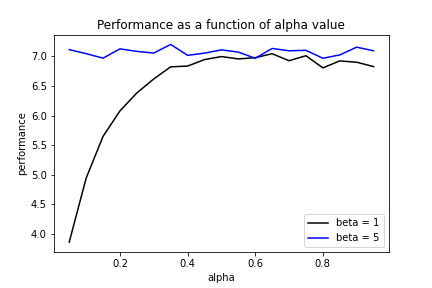 Performance as a function of alpha value
performance
7.0
6.5
6.0
5.5
5.0
4.5
4.0
beta = 1
beta = 5
0.2 0.4 0.6 0.8
alpha